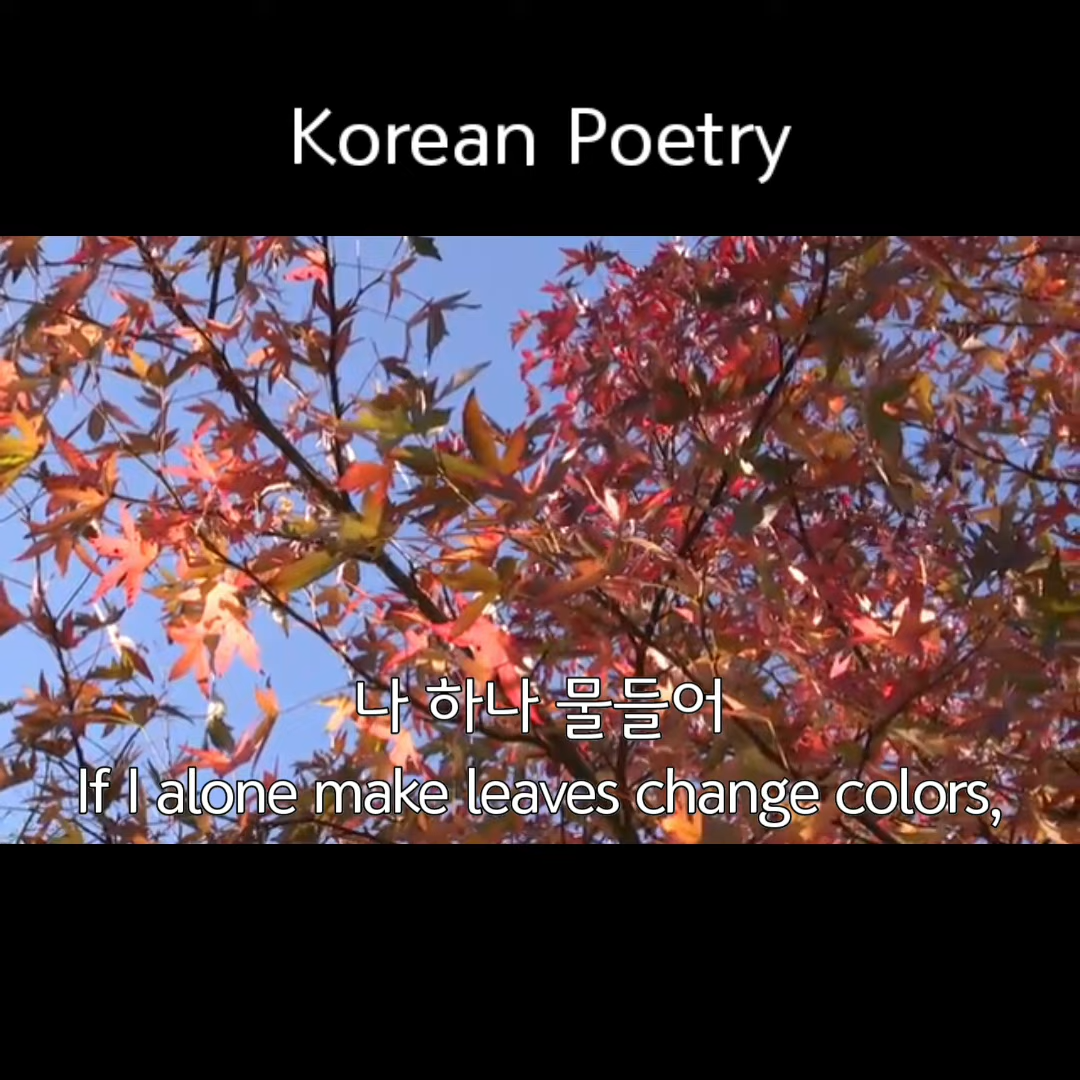 Korean Poetry
나 하나 물들어
If I alone make leaves change colors,